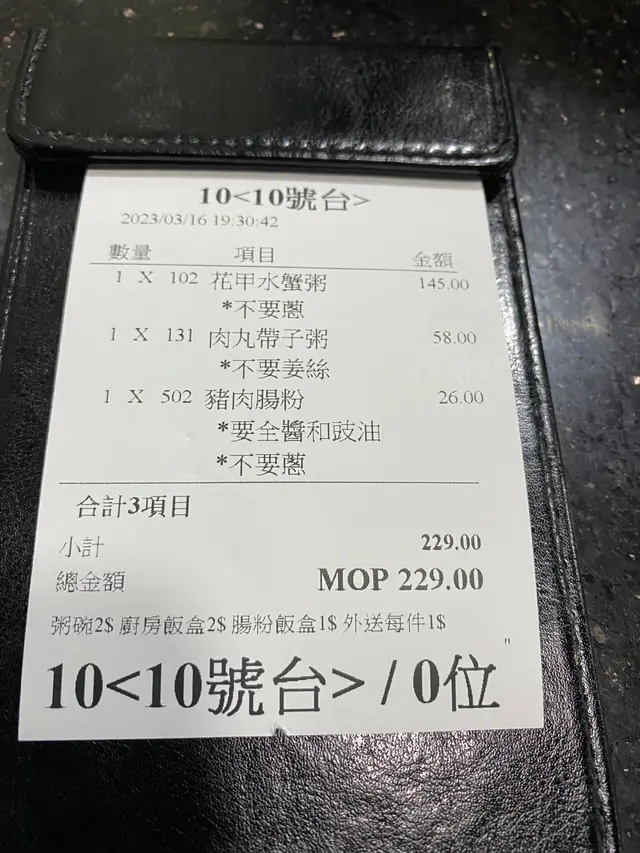 10<10號台>
2023/03/16 19:30:42
數量 項目 金額
1 X 102 花甲水蟹粥 145.00
*不要蔥
1 X 131 肉丸帶子粥 58.00
*不要姜絲
1 X 502 豬肉腸粉 26.00
*要全醬和豉油
*不要蔥
合計3項目
小計 229.00
總金額 MOP 229.00
粥碗2$ 廚房飯盒2$ 腸粉飯盒1$ 外送每件1$
"
10<10號台> / 0位